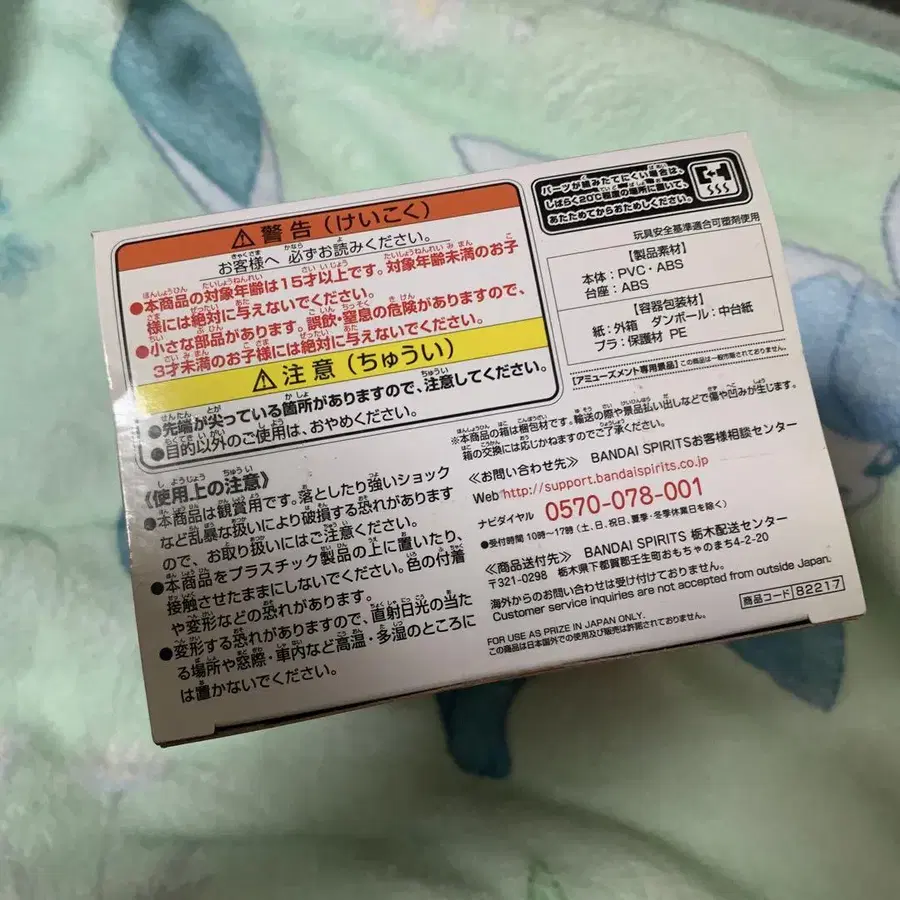 警告(けいこく)
お客様へ 必ずお読みください。
●本商品の対象年齢は15才以上です。対象年齢未満のお子
様には絶対に与えないでください。
●小さな部品があります。誤飲・窒息の危険がありますので、
3才未満のお子様には絶対に与えないでください。
注意(ちゅうい)
●先端が尖っている箇所がありますので、注意してください。
●目的以外のご使用は、おやめください。
《使用上の注意》
●本商品は観賞用です。落としたり強いショック
など乱暴な扱いにより破損する恐れがあります
ので、お取り扱いにはご注意ください。
●本商品をプラスチック製品の上に置いたり、
接触させたままにしないでください。色の付着
や変形などの恐れがあります。
●変形する恐れがありますので、直射日光の当た
る場所や窓際・車内など高温・多湿のところに
は置かないでください。
パーツが組みたてにくい場合は、
しばらく20℃程度の場所に置いて、
あたためてからおためしください。
玩具安全基準適合可塑剤使用
【製品素材】
本体:PVC・ABS
台座:ABS
【容器包装材】
紙:外箱 ダンボール:中台紙
プラ:保護材 PE
【アミューズメント専用景品】この商品は一般市販されておりません。
※本商品の箱は梱包材です。輸送の際や景品払い出しなどで傷や凹みが生じます。
箱の交換には応じかねますのでご了承ください。
≪お問い合わせ先≫ BANDAI SPIRITSお客様相談センター
Web http://support.bandaispirits.co.jp
ナビダイヤル 0570-078-001
●受付時間 10時〜17時(土、日、祝日、夏季・冬季休業日を除く)
≪商品送付先≫ BANDAI SPIRITS 栃木配送センター
〒321-0298 栃木県下都賀郡壬生町おもちゃのまち4-2-20
海外からのお問い合わせは受け付けておりません。
Customer service inquiries are not accepted from outside Japan.
FOR USE AS PRIZE IN JAPAN ONLY.
この商品は日本国外での使用及び販売は許諾されておりません。
商品コード 82217